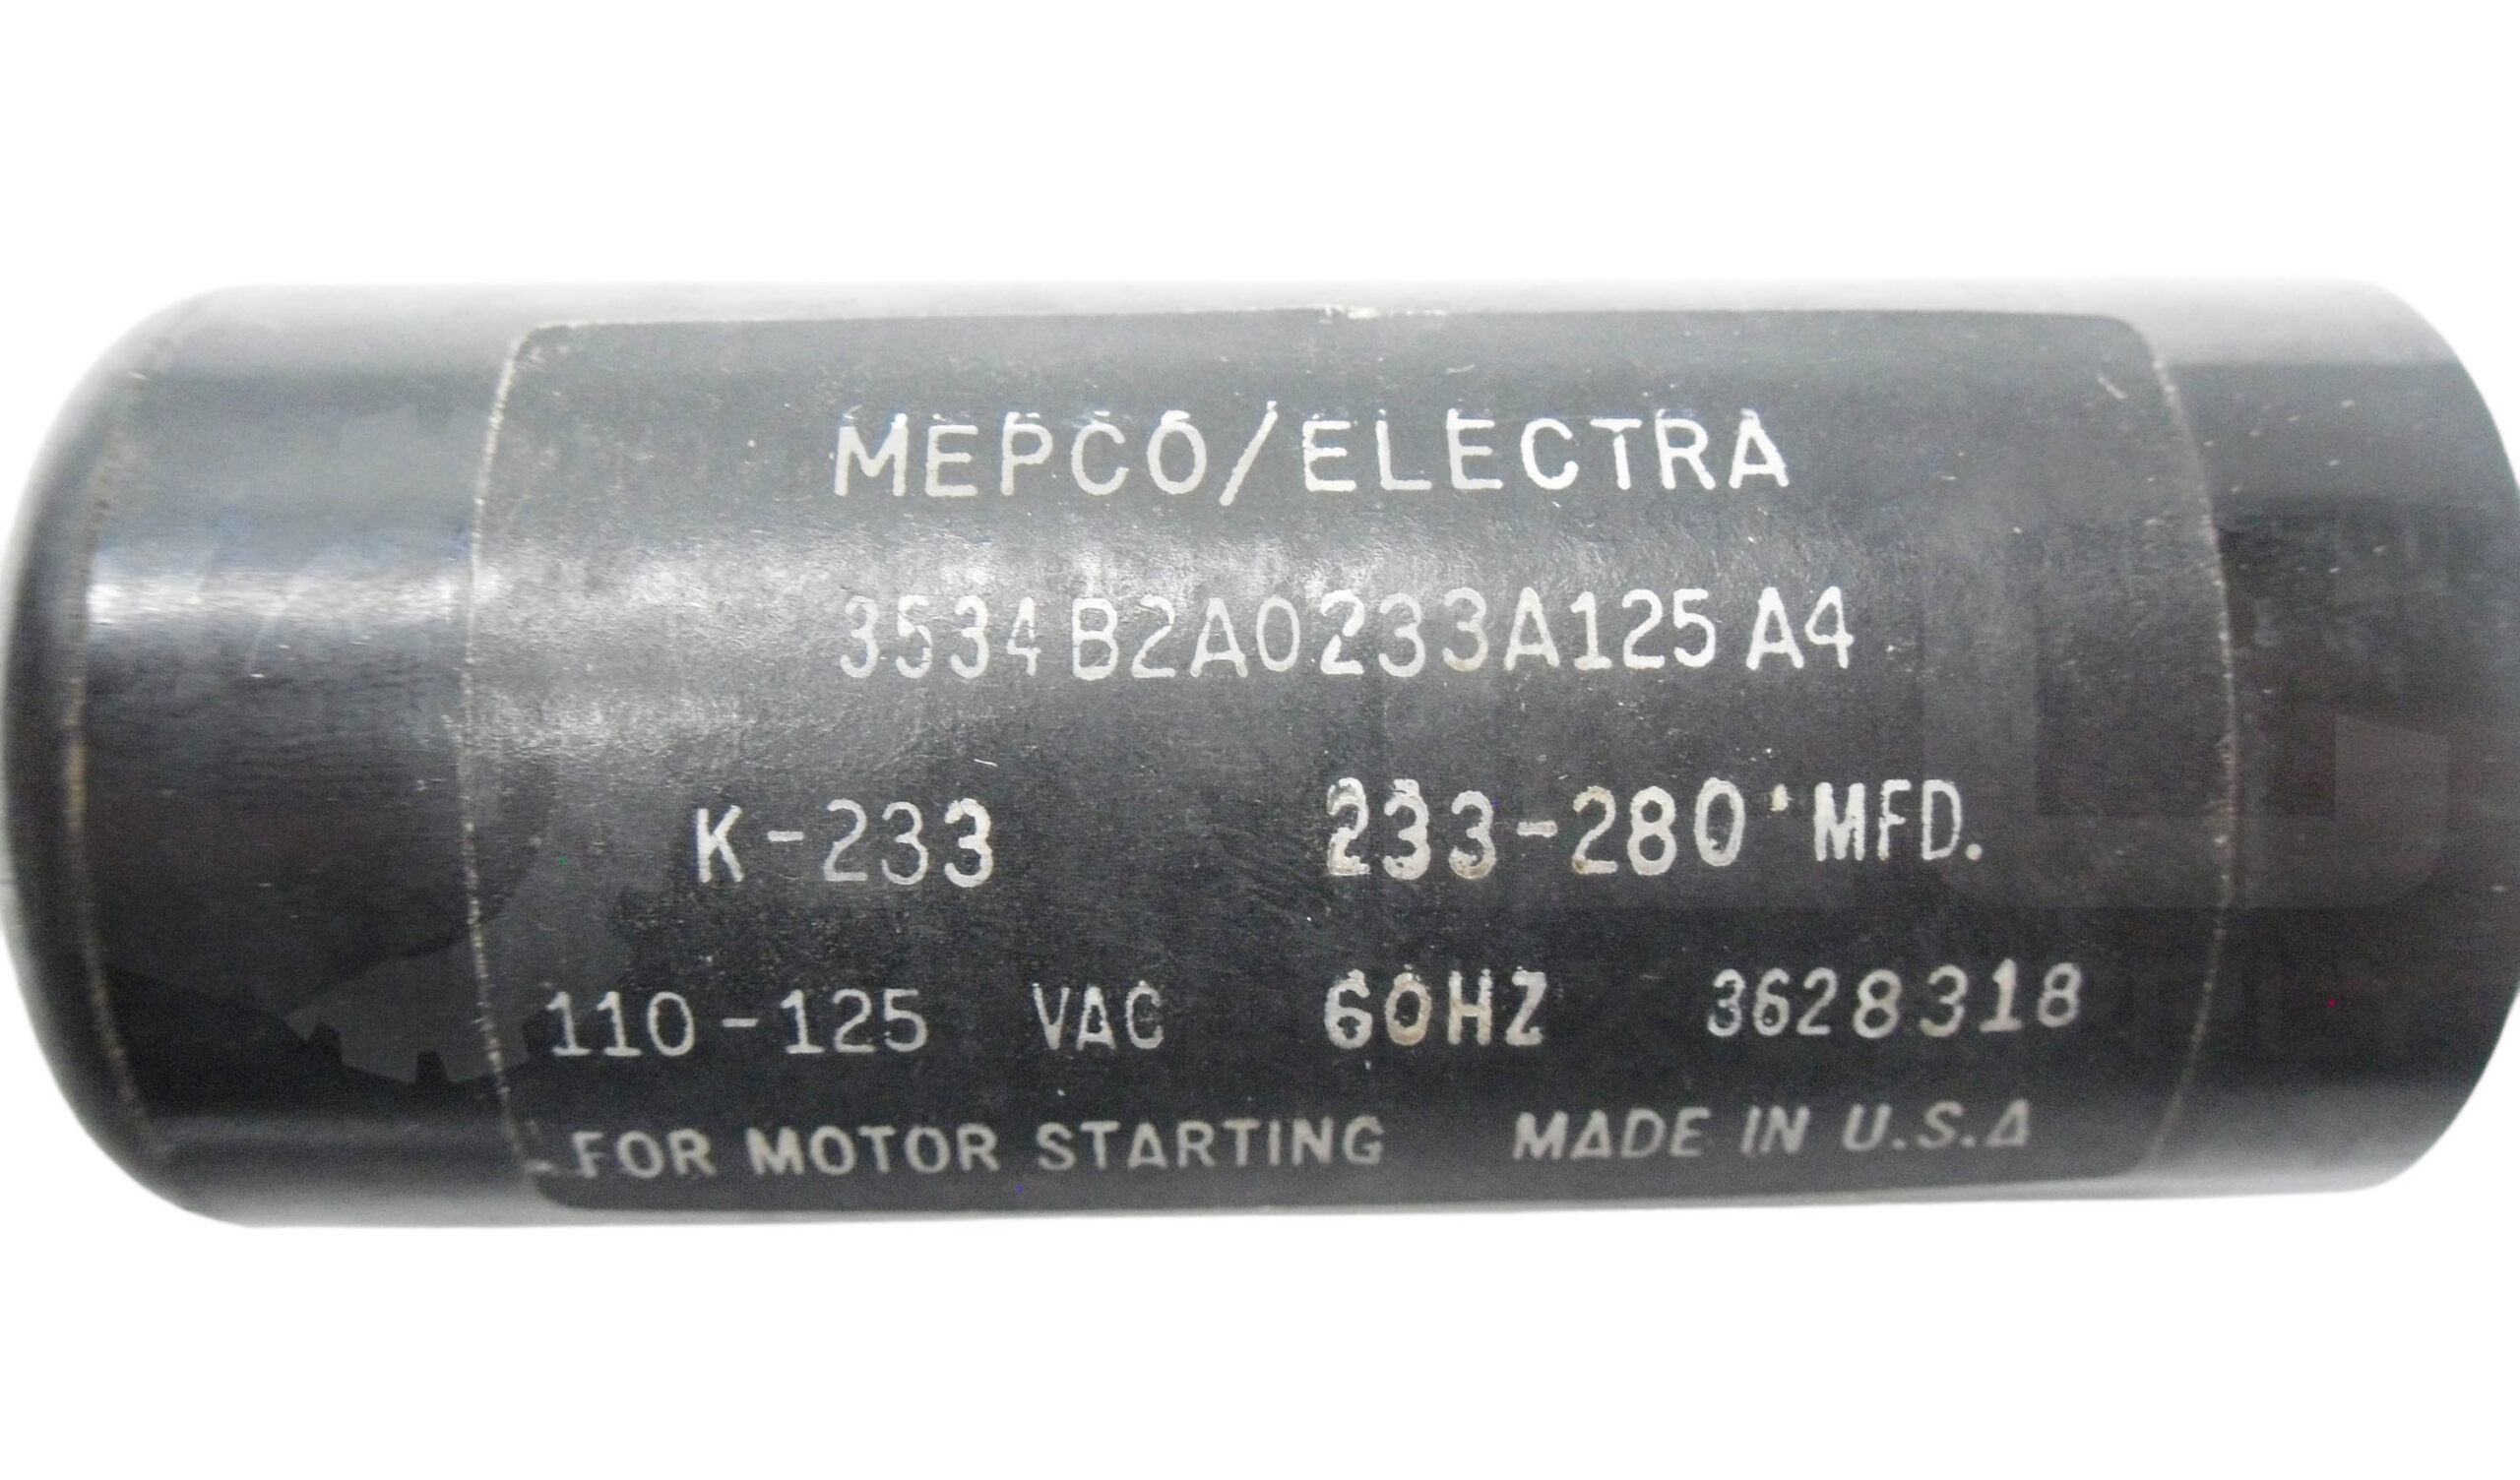 MEPCO/ELECTRA
3534B2A0233A125A4
K-233 233-280 MFD.
110-125 VAC 60HZ 3628318
FOR MOTOR STARTING MADE IN U.S.A